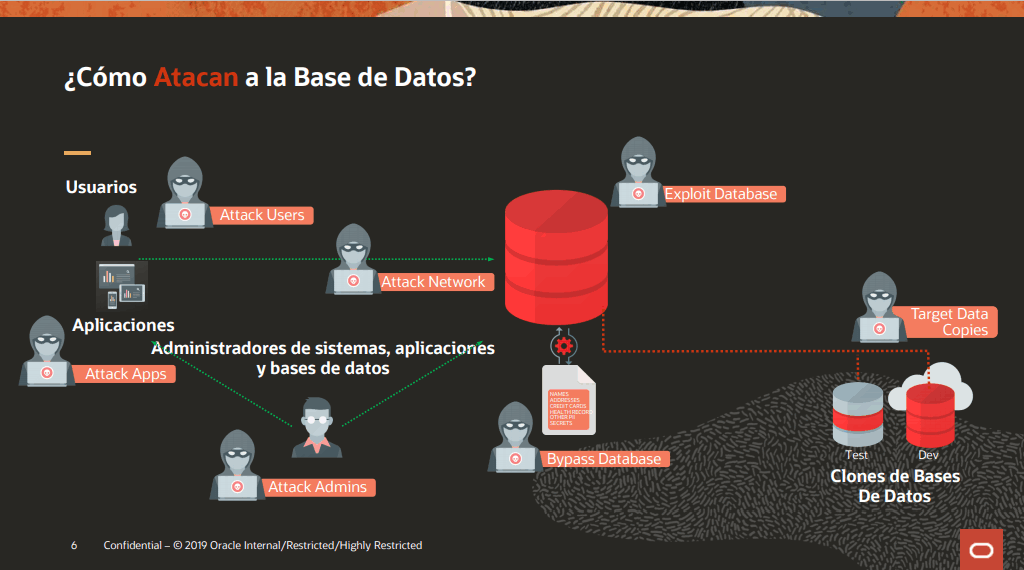 ¿Cómo Atacan a la Base de Datos?
Usuarios
Attack Users
Exploit Database
Attack Network
Target Data
Copies
Aplicaciones
Attack Apps
Administradores de sistemas, aplicaciones
y bases de datos
NAMES
ADDRESSES
CREDIT CARDS
HEALTH RECORD
OTHER PII
SECRETS
Bypass Database
Attack Admins
Test
Dev
Clones de Bases
De Datos
6
Confidential – © 2019 Oracle Internal/Restricted/Highly Restricted